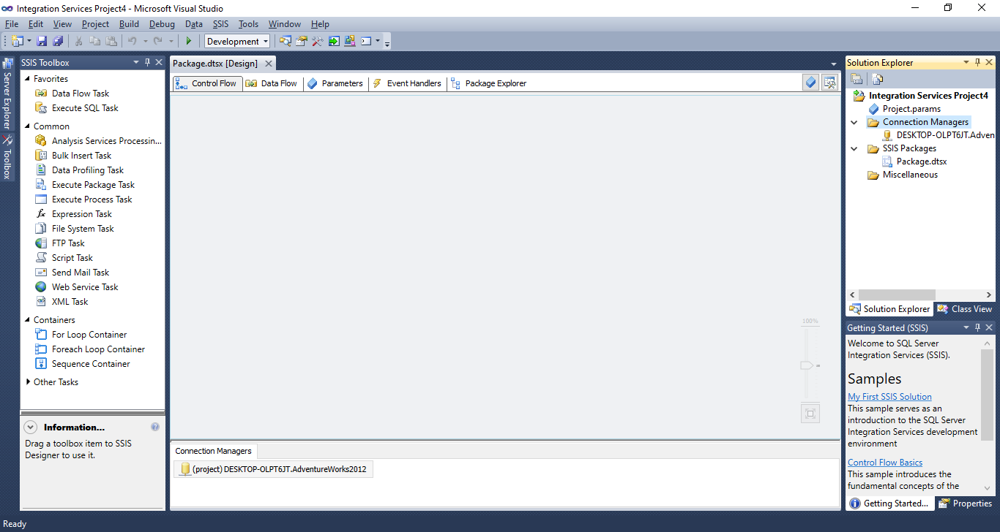 Integration Services Project4 - Microsoft Visual Studio
File Edit View Project Build Debug Data SSIS Tools Window Help
Development
Server Explorer
Toolbox
SSIS Toolbox
Favorites
Data Flow Task
Execute SQL Task
Common
Analysis Services Processin...
Bulk Insert Task
Data Profiling Task
Execute Package Task
Execute Process Task
Expression Task
File System Task
FTP Task
Script Task
Send Mail Task
Web Service Task
XML Task
Containers
For Loop Container
Foreach Loop Container
Sequence Container
Other Tasks
Information...
Drag a toolbox item to SSIS
Designer to use it.
Package.dtsx [Design]
Control Flow Data Flow Parameters Event Handlers Package Explorer
100%
Connection Managers
(project) DESKTOP-OLPT6JT.AdventureWorks2012
Solution Explorer
Integration Services Project4
Project.params
Connection Managers
DESKTOP-OLPT6JT.Adven
SSIS Packages
Package.dtsx
Miscellaneous
Solution Explorer Class View
Getting Started (SSIS)
Welcome to SQL Server
Integration Services (SSIS).
Samples
My First SSIS Solution
This sample serves as an
introduction to the SQL Server
Integration Services development
environment
Control Flow Basics
This sample introduces the
fundamental concepts of the
Getting Started... Properties
Ready